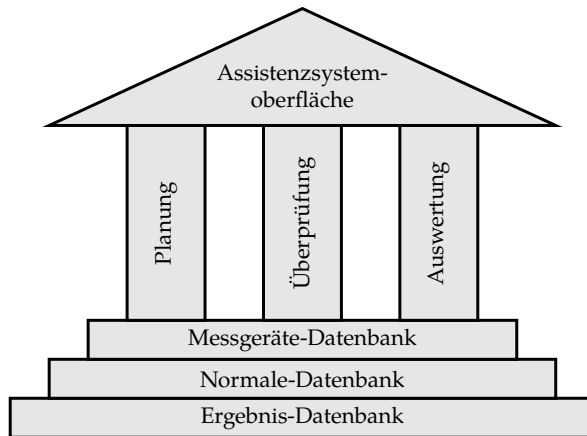 Assistenzsystem-
oberfläche
Planung
Überprüfung
Auswertung
Messgeräte-Datenbank
Normale-Datenbank
Ergebnis-Datenbank